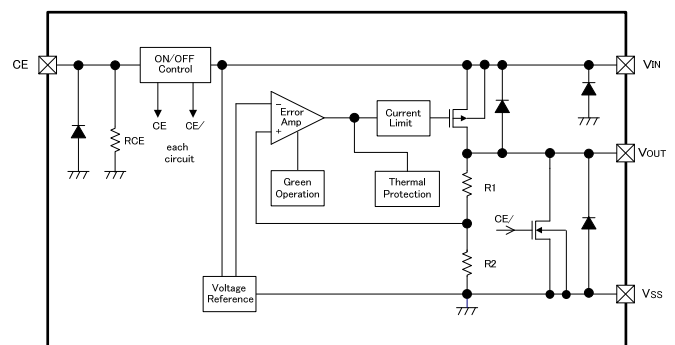 CE
ON/OFF
Control
VIN
CE
CE/
each
circuit
RCE
−
Error
Amp
+
Current
Limit
Green
Operation
Thermal
Protection
VOUT
R1
CE/
R2
Voltage
Reference
VSS